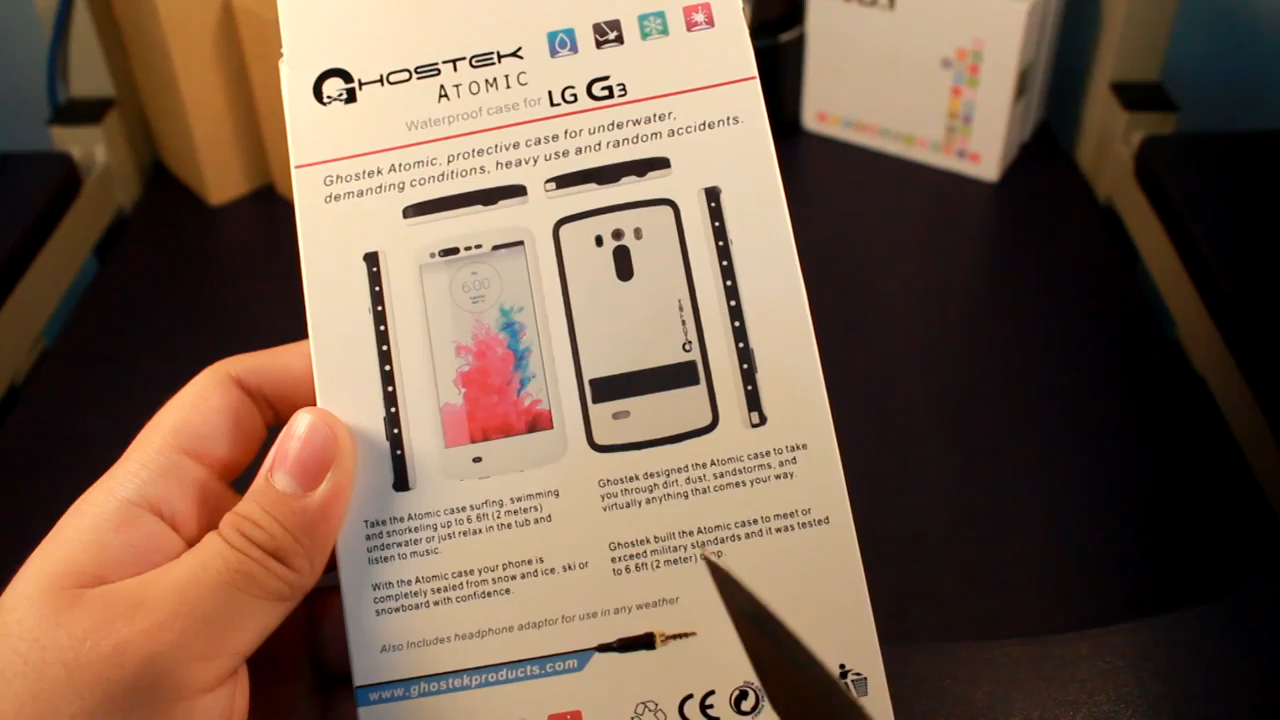 GHOSTEK
ATOMIC
Waterproof case for LG G3
Ghostek Atomic, protective case for underwater,
demanding conditions, heavy use and random accidents.
6:00
Take the Atomic case surfing, swimming
and snorkeling up to 6.6ft (2 meters)
underwater or just relax in the tub and
listen to music.
With the Atomic case your phone is
completely sealed from snow and ice, ski or
snowboard with confidence.
Ghostek designed the Atomic case to take
you through dirt, dust, sandstorms, and
virtually anything that comes your way.
Ghostek built the Atomic case to meet or
exceed military standards and it was tested
to 6.6ft (2 meter)
Also Includes headphone adaptor for use in any weather
www.ghostekproducts.com
CE